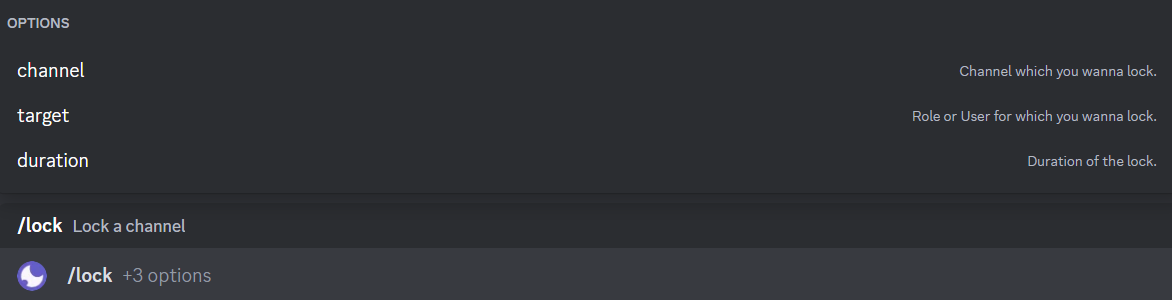 OPTIONS
channel Channel which you wanna lock.
target Role or User for which you wanna lock.
duration Duration of the lock.
/lock Lock a channel
/lock +3 options